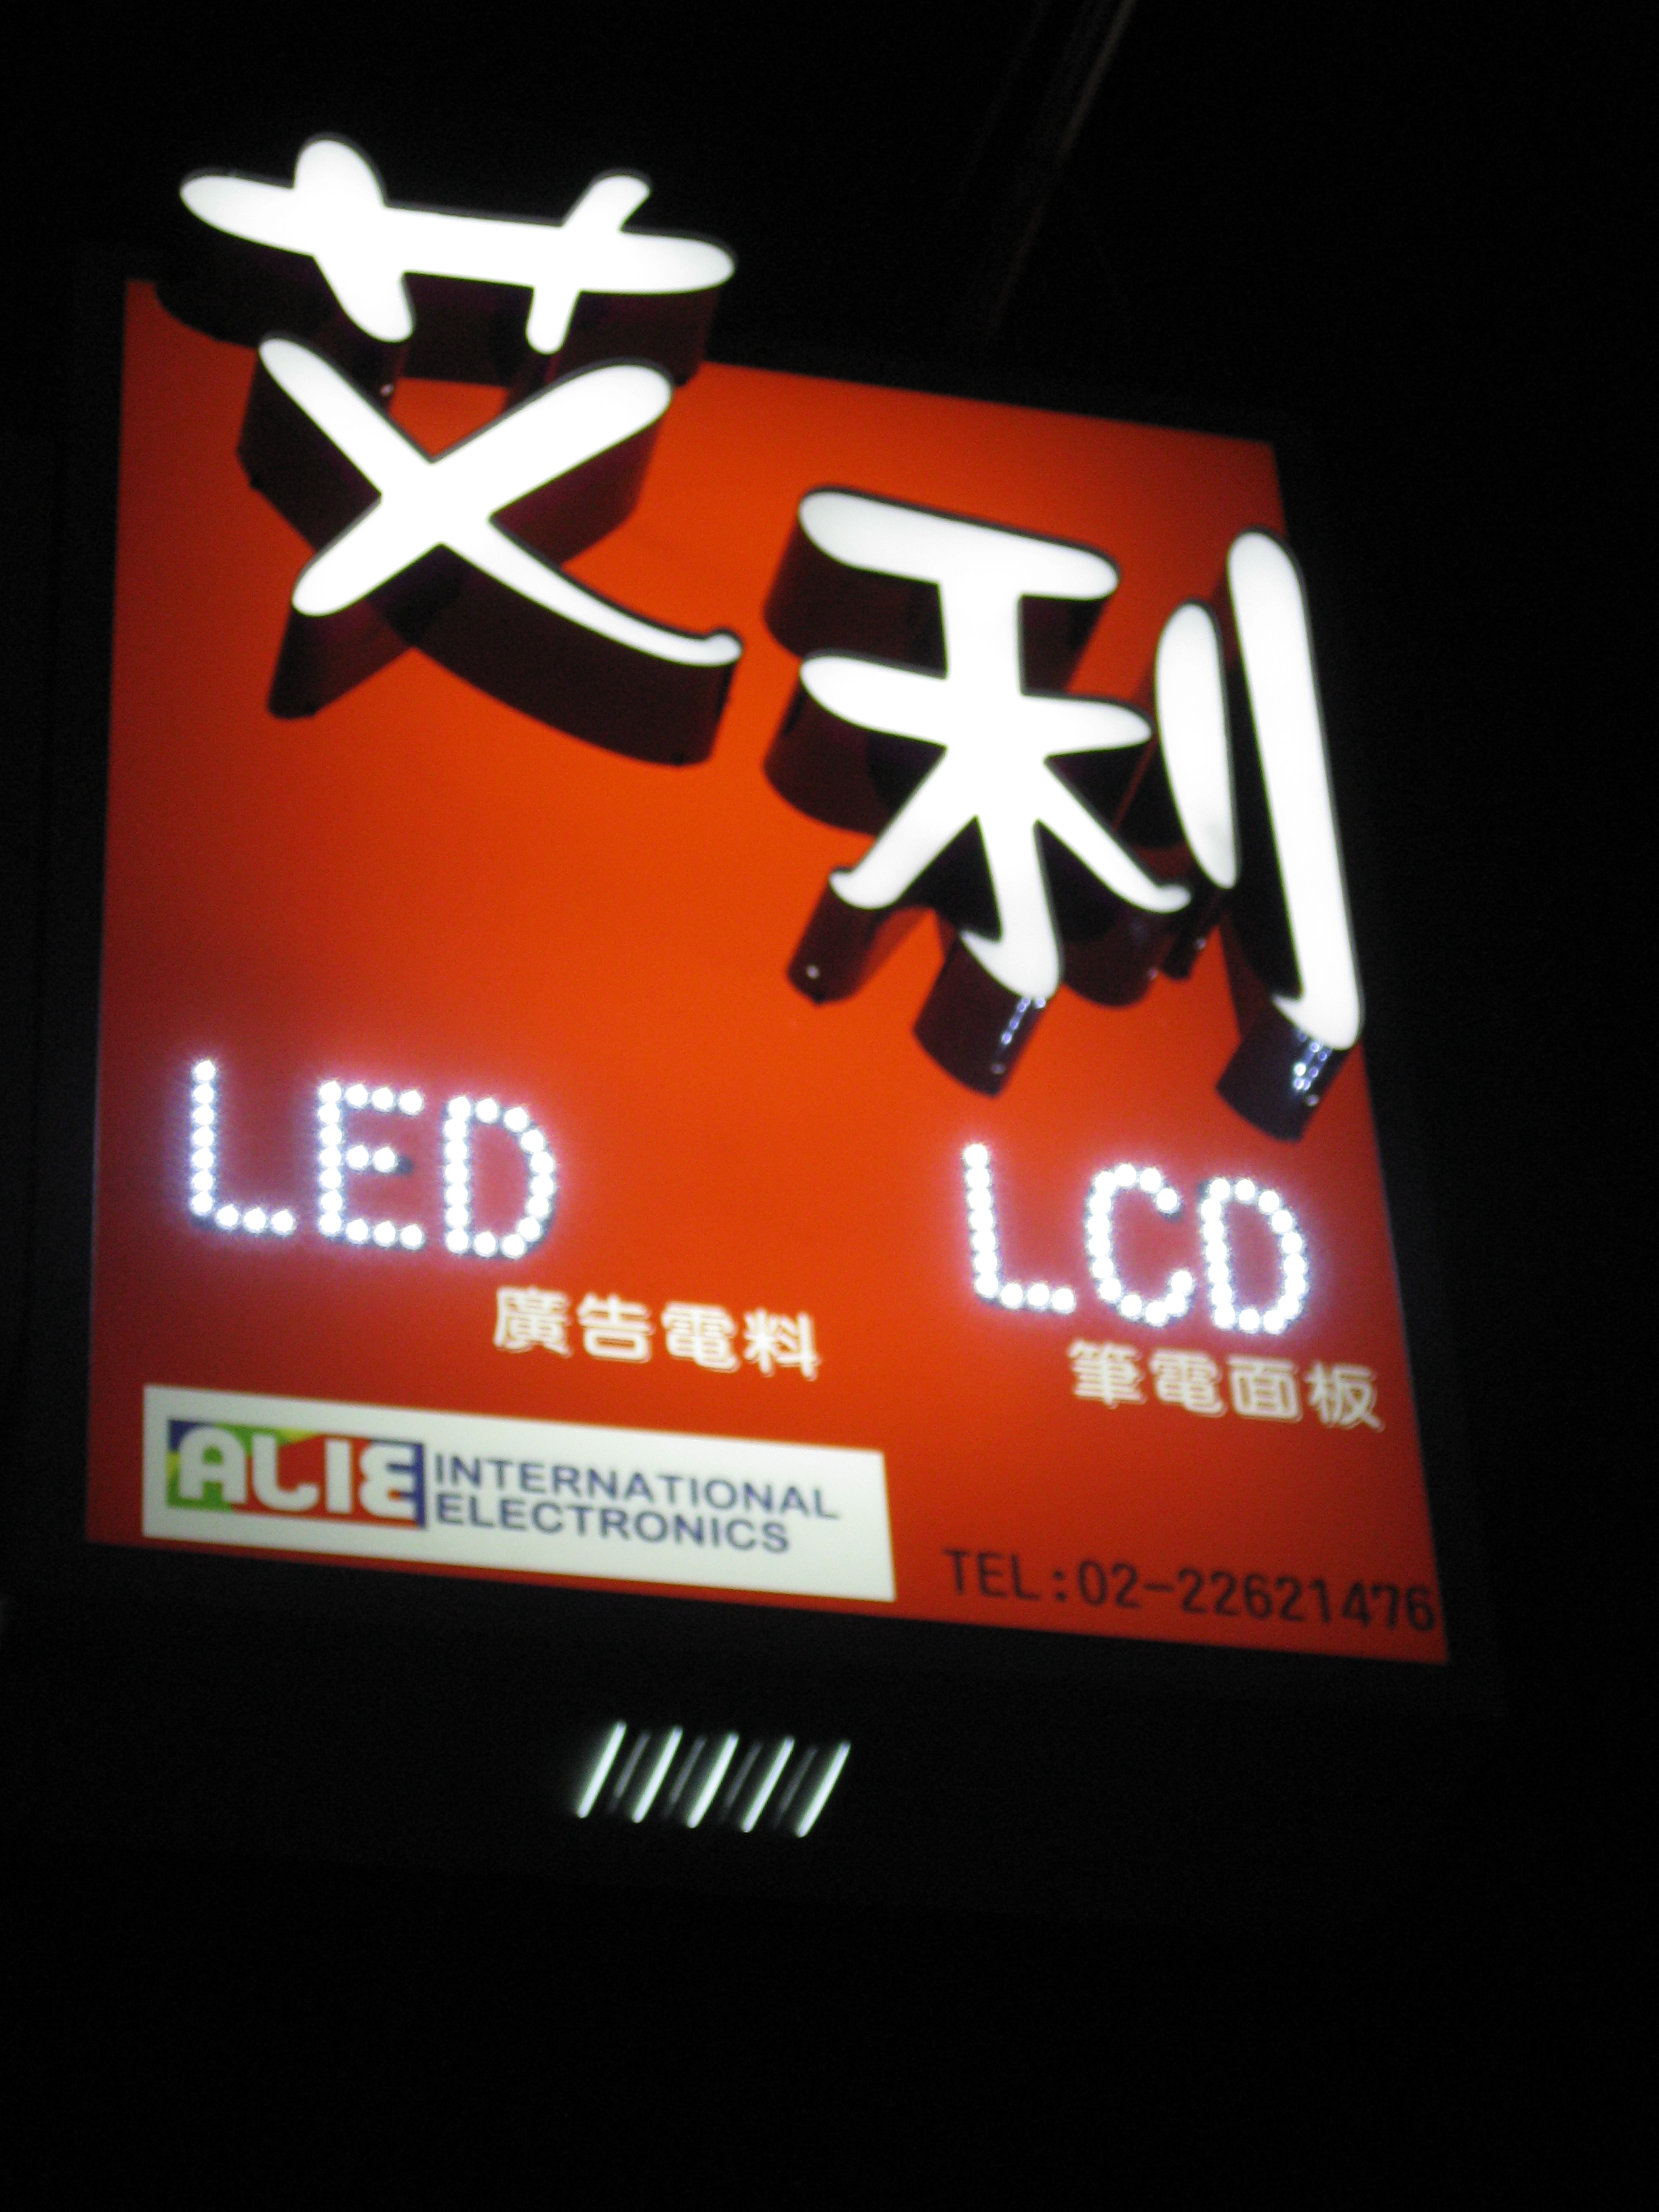 艾利
LED
廣告電料
LCD
筆電面板
ALIE INTERNATIONAL
ELECTRONICS
TEL:02-22621476